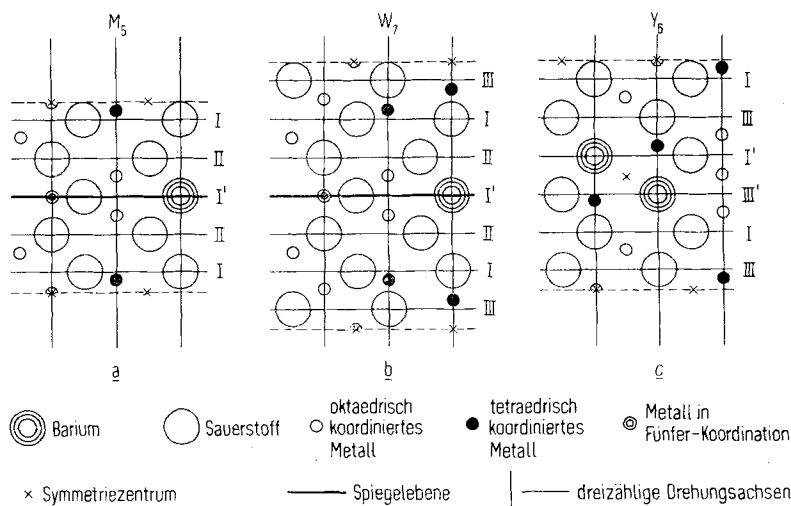 M₅ W₇ Y₆
III I
I III
II I'
I' III'
II I
I III
III
I
II
I'
II
I
a b c
Barium
Sauerstoff
oktaedrisch koordiniertes Metall
tetraedrisch koordiniertes Metall
Metall in Fünfer-Koordination
× Symmetriezentrum
Spiegelebene
dreizählige Drehungsachsen